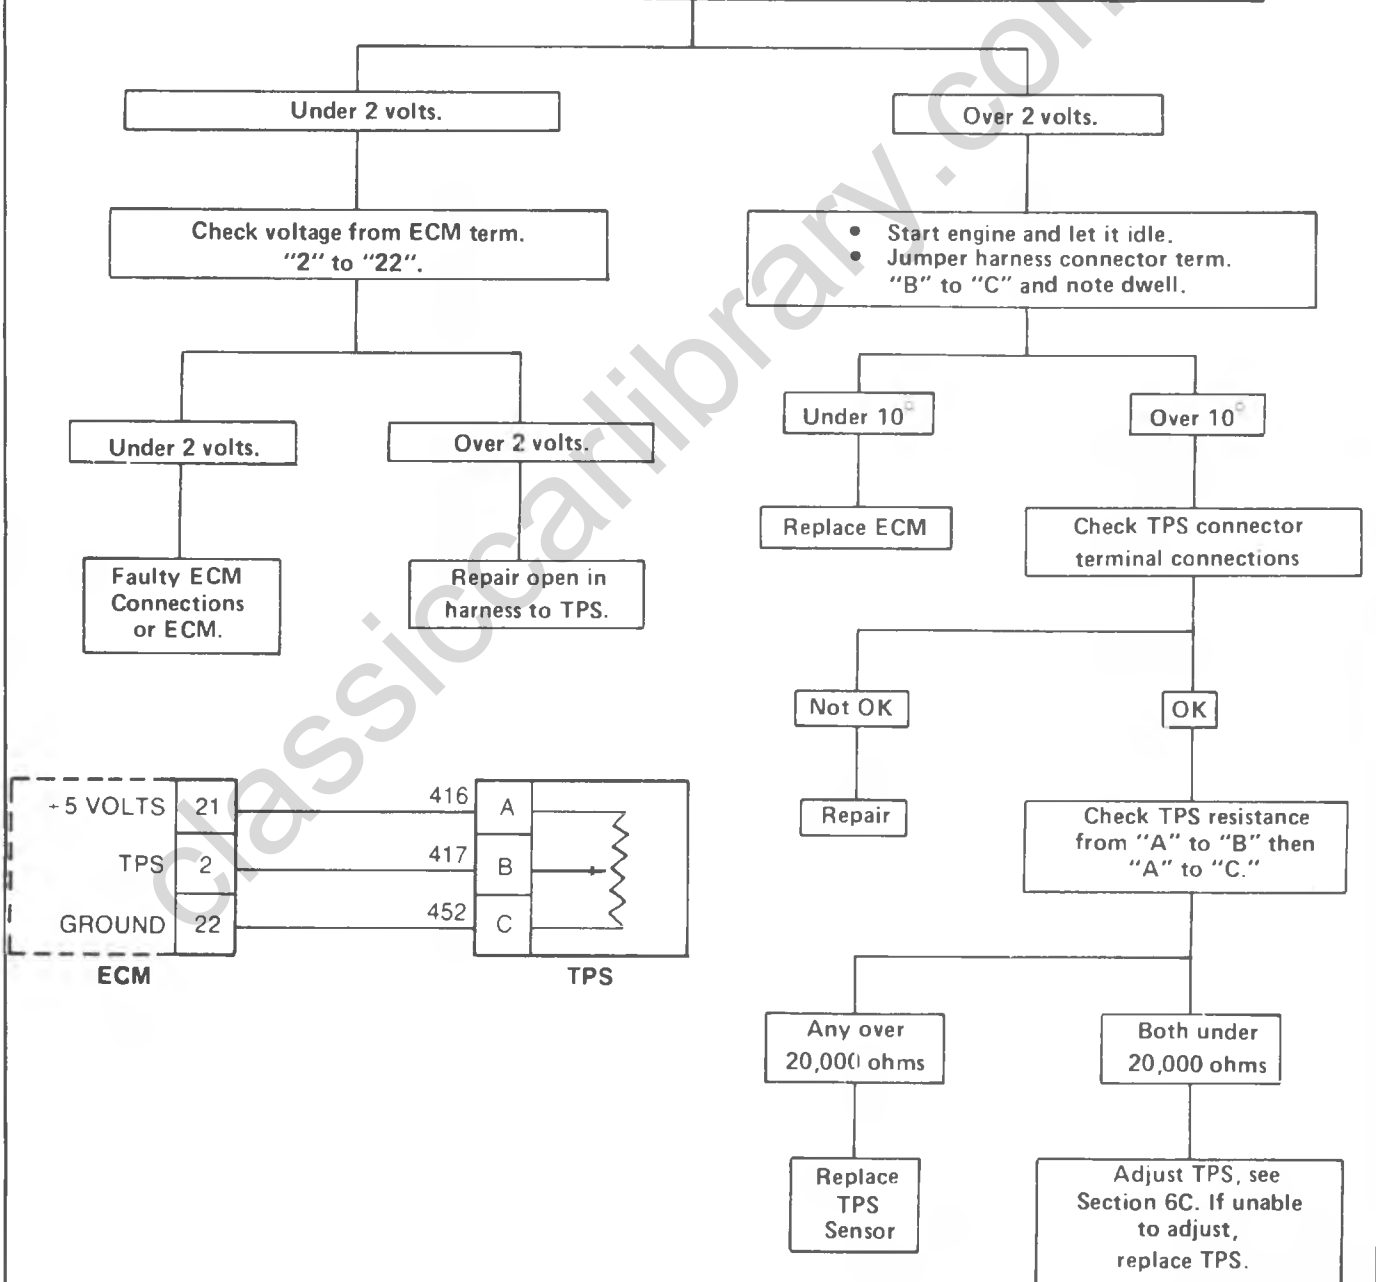 Under 2 volts.
Over 2 volts.
Check voltage from ECM term.
"2" to "22".
• Start engine and let it idle.
• Jumper harness connector term.
"B" to "C" and note dwell.
Under 2 volts.
Over 2 volts.
Under 10°
Over 10°
Faulty ECM
Connections
or ECM.
Repair open in
harness to TPS.
Replace ECM
Check TPS connector
terminal connections
Not OK
OK
Repair
Check TPS resistance
from "A" to "B" then
"A" to "C."
Any over
20,000 ohms
Both under
20,000 ohms
Replace
TPS
Sensor
Adjust TPS, see
Section 6C. If unable
to adjust,
replace TPS.
+5 VOLTS 21 416 A
TPS 2 417 B
GROUND 22 452 C
ECM
TPS
classiccarlibrary.com